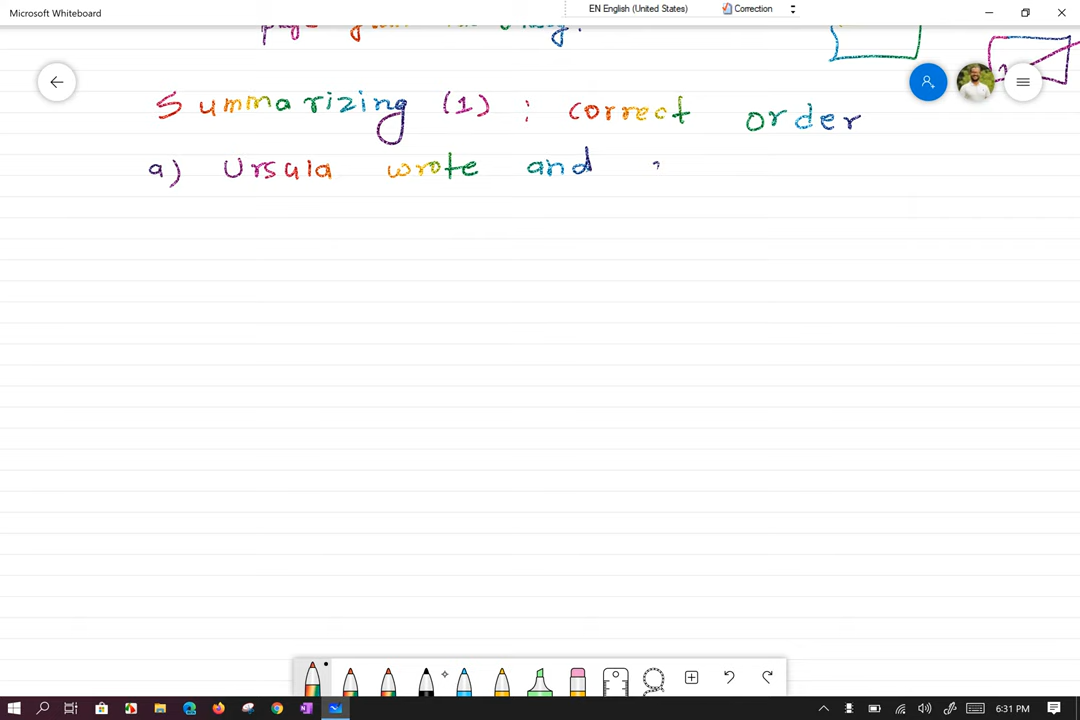 Microsoft Whiteboard
EN English (United States) Correction
Summarizing (1) : correct order
a) Ursula wrote and
6:31 PM